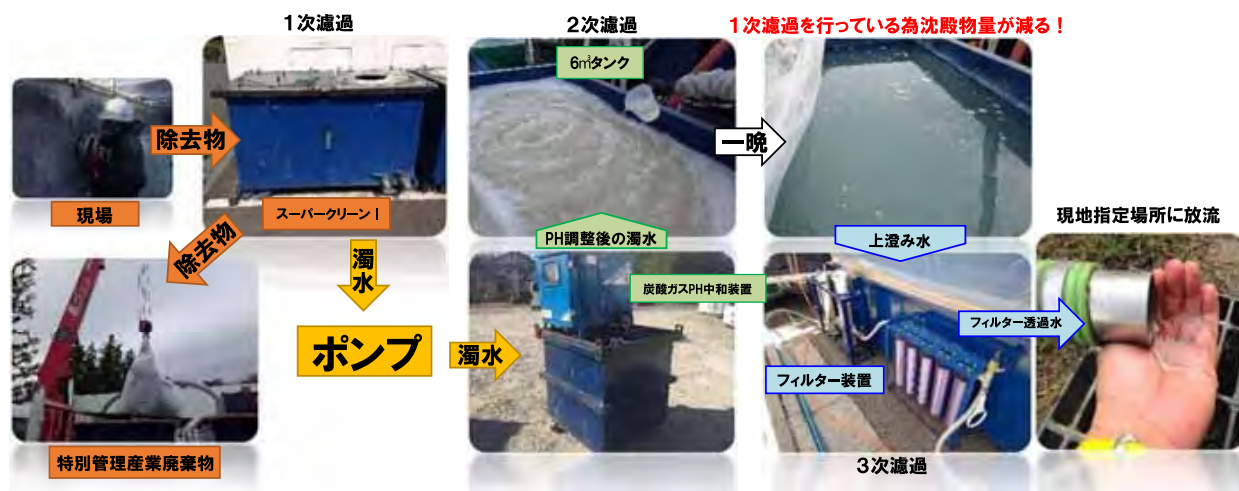 1次濾過
2次濾過
1次濾過を行っている為沈殿物量が減る！
現場
除去物
スーパークリーンⅠ
除去物
特別管理産業廃棄物
濁水
ポンプ
濁水
6㎥タンク
PH調整後の濁水
炭酸ガスPH中和装置
一晩
上澄み水
フィルター装置
3次濾過
フィルター透過水
現地指定場所に放流